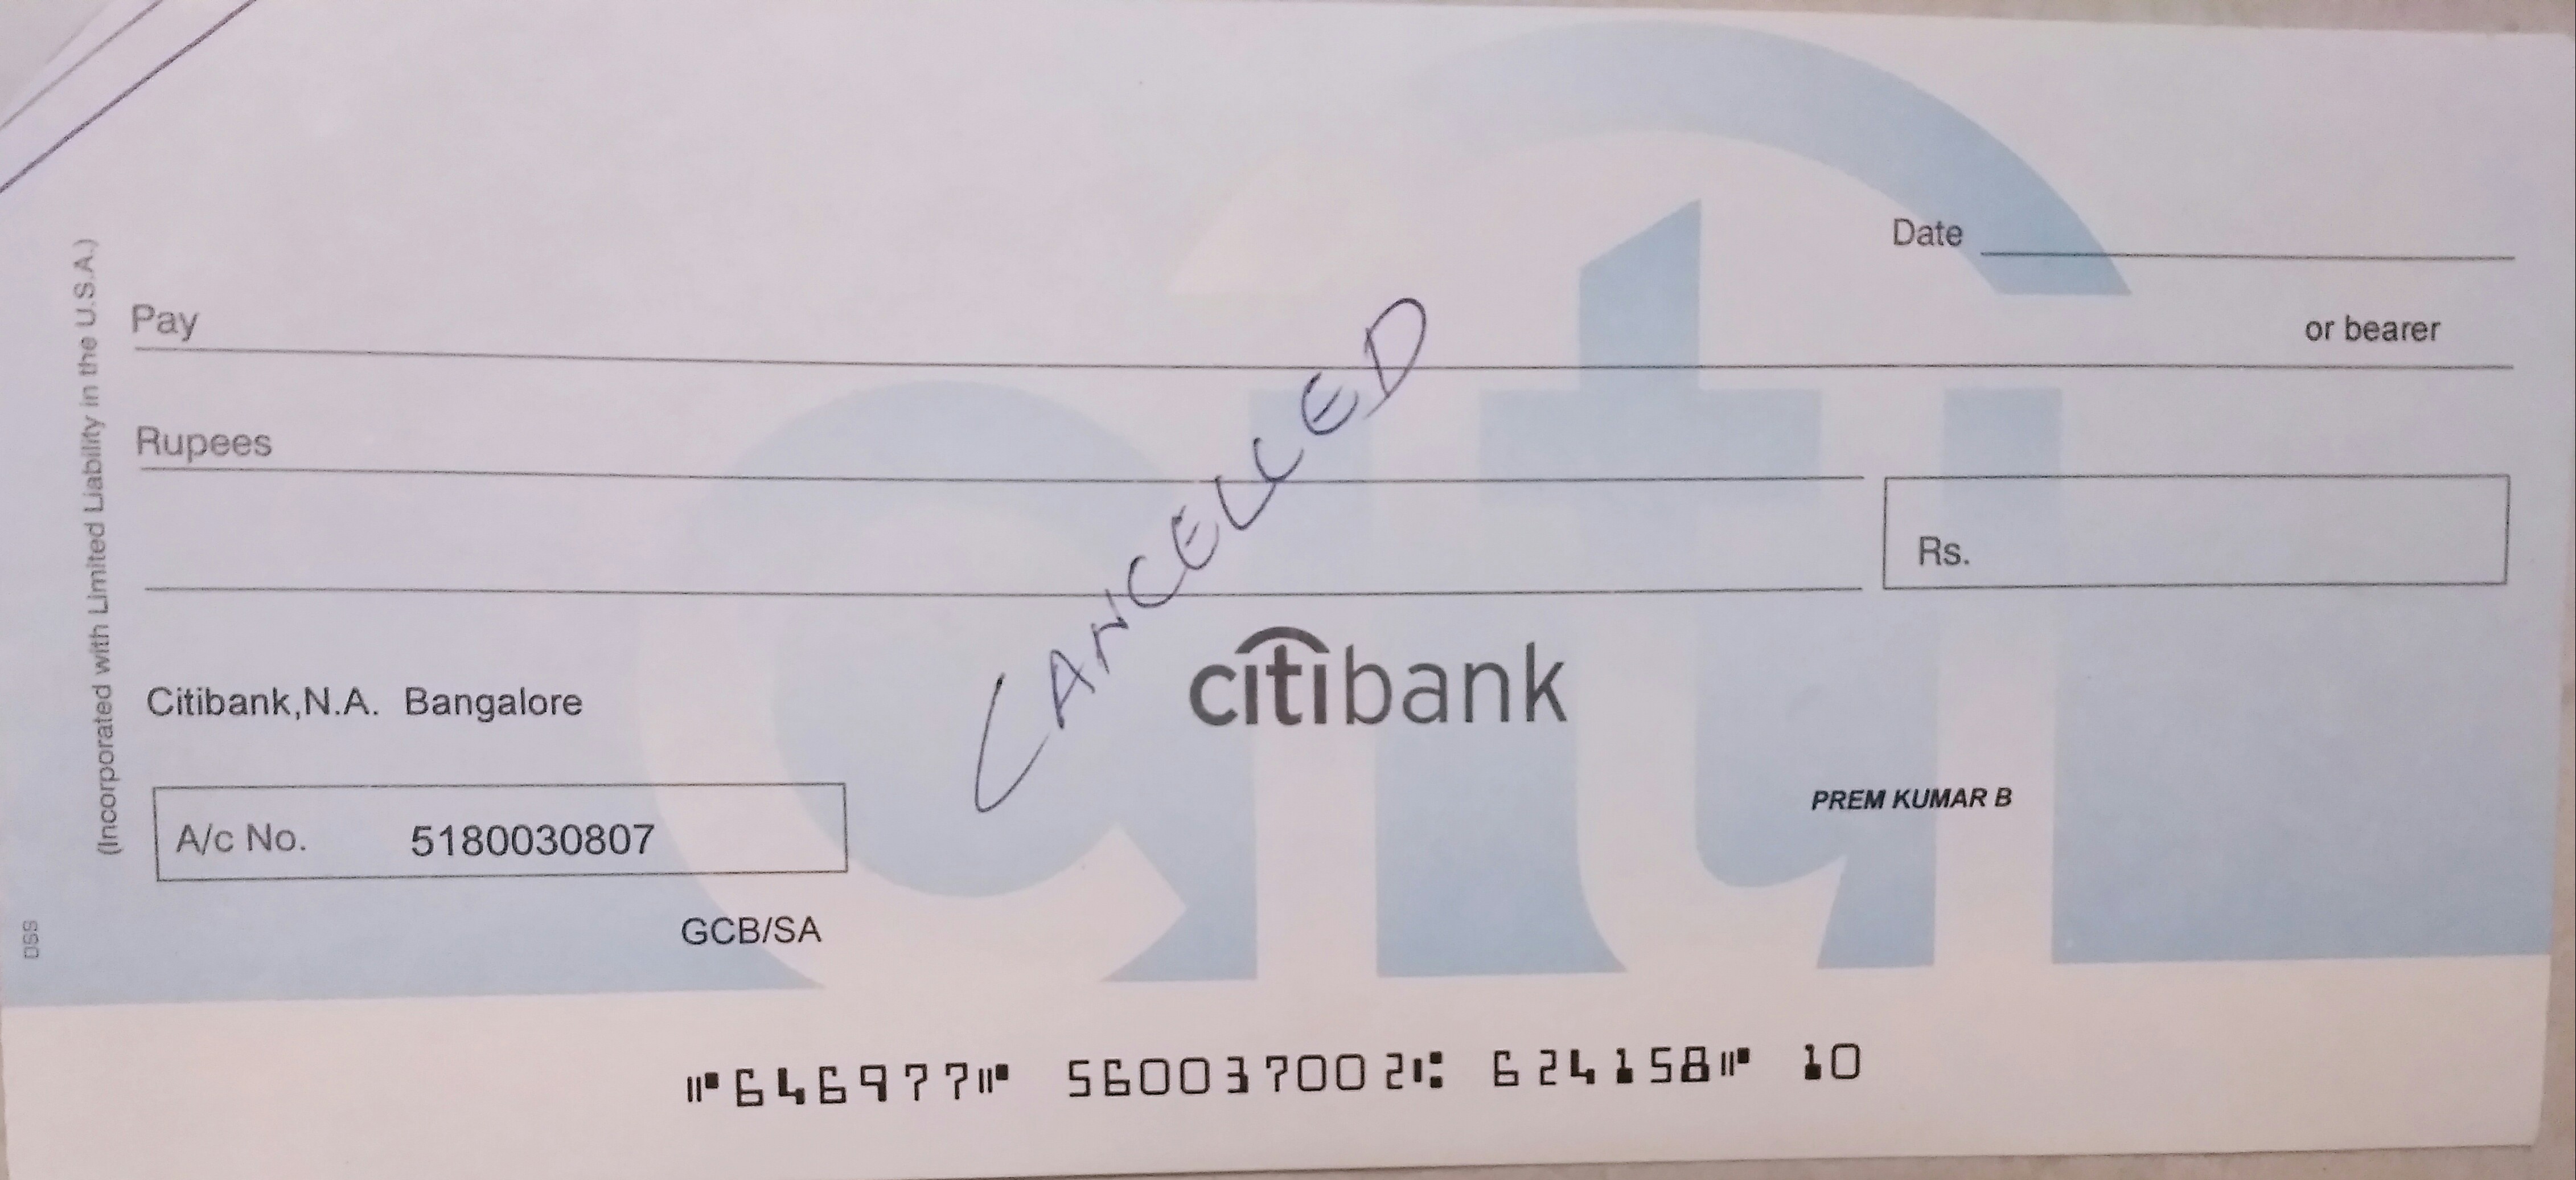 Date
Pay or bearer
Rupees
Rs.
CANCELLED
(Incorporated with Limited Liability in the U.S.A.)
citibank
Citibank,N.A. Bangalore
PREM KUMAR B
A/c No. 5180030807
GCB/SA
DSS
⑈646977⑈ 560037002⑆ 624158⑈ 10